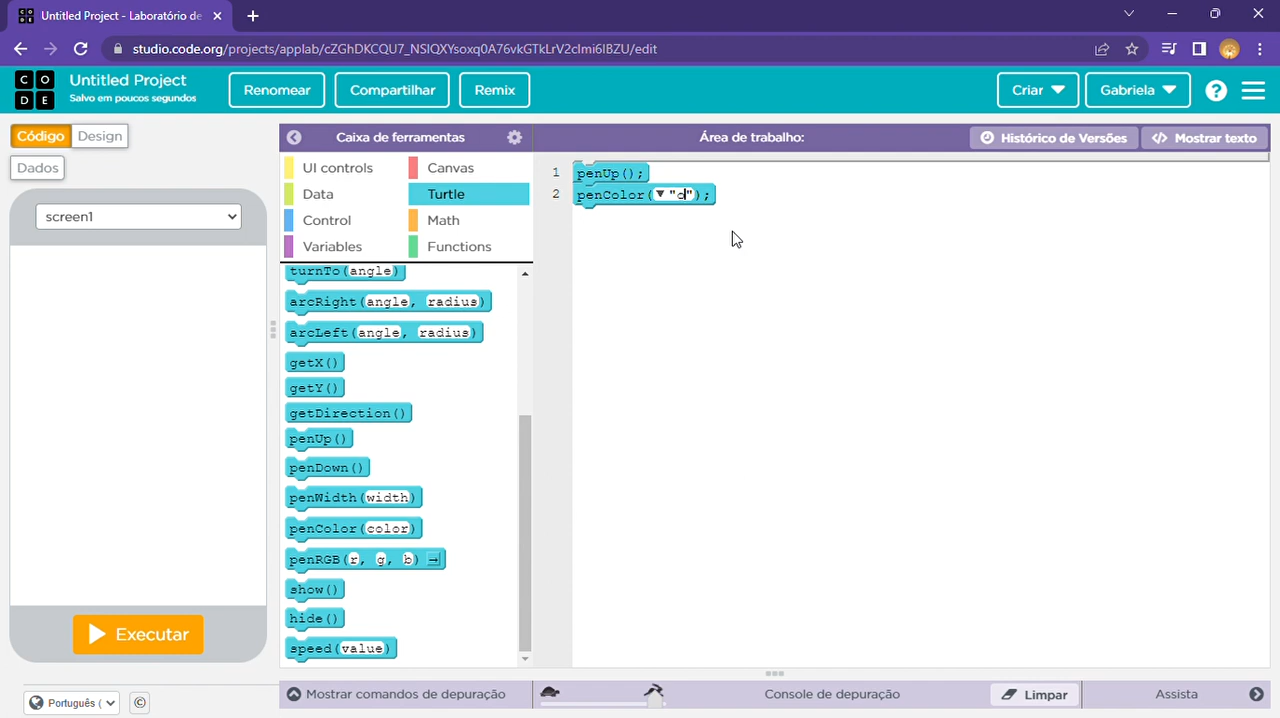 Untitled Project - Laboratório de
studio.code.org/projects/applab/cZGhDKCQU7_NSIQXYsoxq0A76vkGTkLrV2clmi6IBZU/edit
C O D E
Untitled Project
Salvo em poucos segundos
Renomear
Compartilhar
Remix
Criar
Gabriela
?
Código
Design
Dados
screen1
Executar
Português (
©
Caixa de ferramentas
UI controls
Canvas
Data
Turtle
Control
Math
Variables
Functions
turnTo(angle)
arcRight(angle, radius)
arcLeft(angle, radius)
getX()
getY()
getDirection()
penUp()
penDown()
penWidth(width)
penColor(color)
penRGB(r, g, b)
show()
hide()
speed(value)
Área de trabalho:
Histórico de Versões
</> Mostrar texto
1 penUp();
2 penColor("c");
Mostrar comandos de depuração
Console de depuração
Limpar
Assista